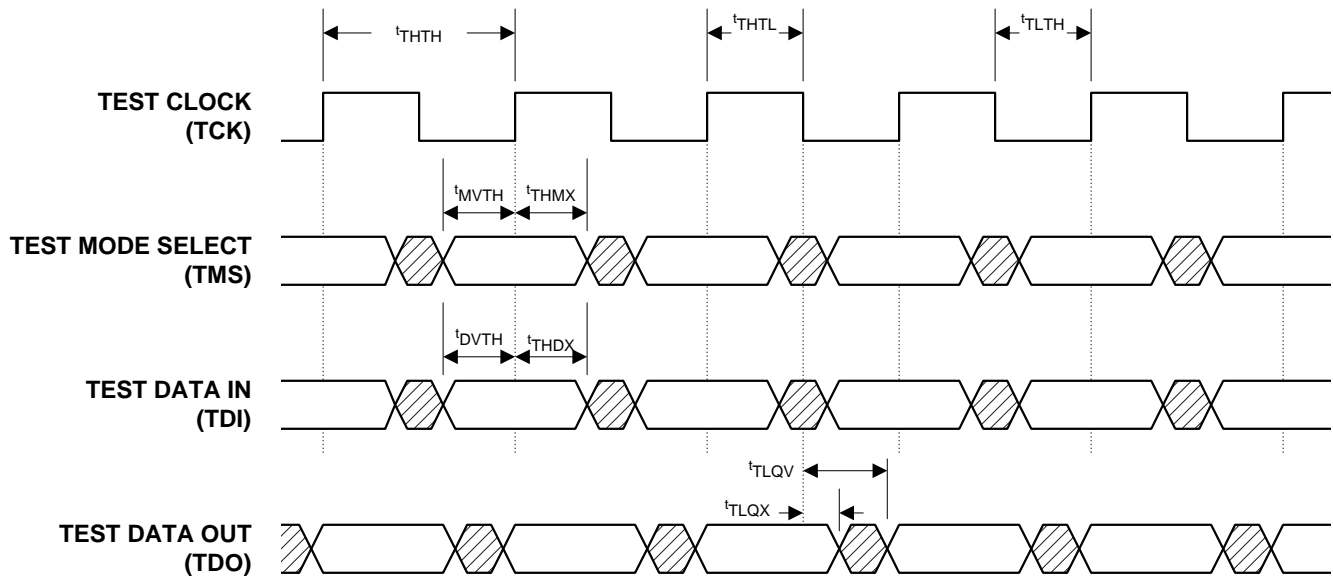 tTHTH
tTHTL
tTLTH
TEST CLOCK
(TCK)
tMVTH
tTHMX
TEST MODE SELECT
(TMS)
tDVTH
tTHDX
TEST DATA IN
(TDI)
tTLQV
tTLQX
TEST DATA OUT
(TDO)